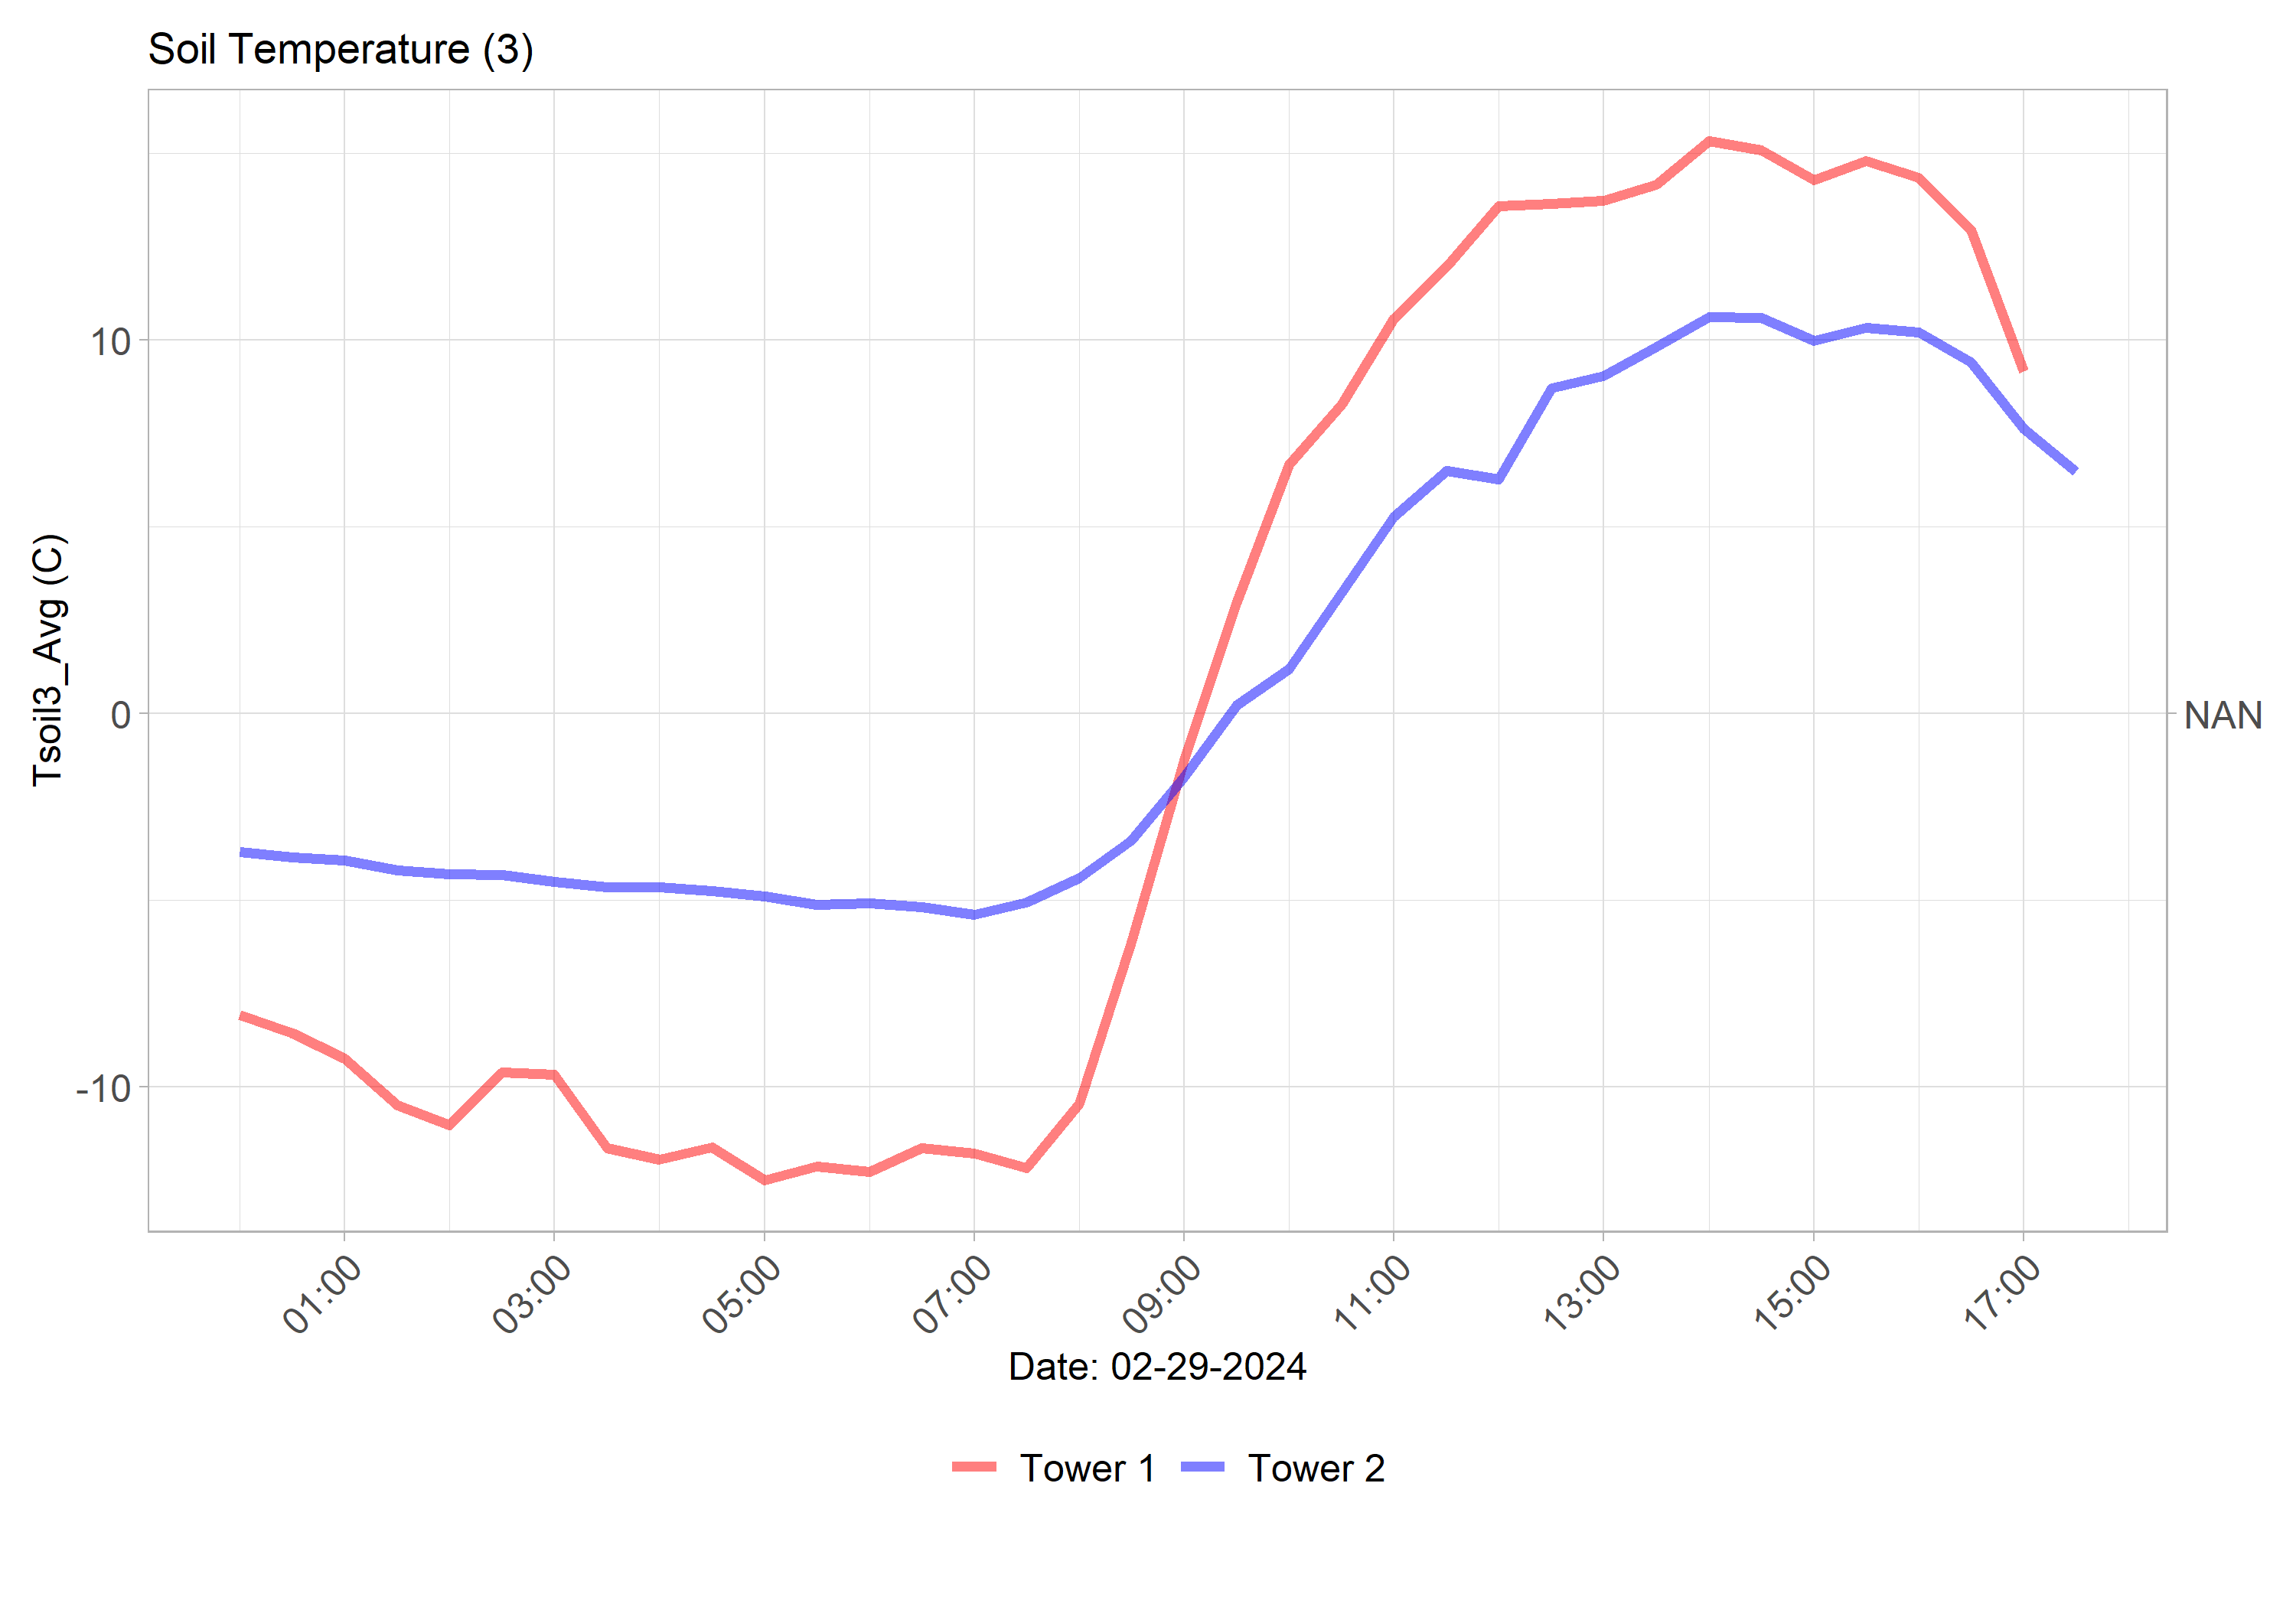 Soil Temperature (3)
Tsoil3_Avg (C)
10
0
-10
NAN
01:00
03:00
05:00
07:00
09:00
11:00
13:00
15:00
17:00
Date: 02-29-2024
Tower 1
Tower 2